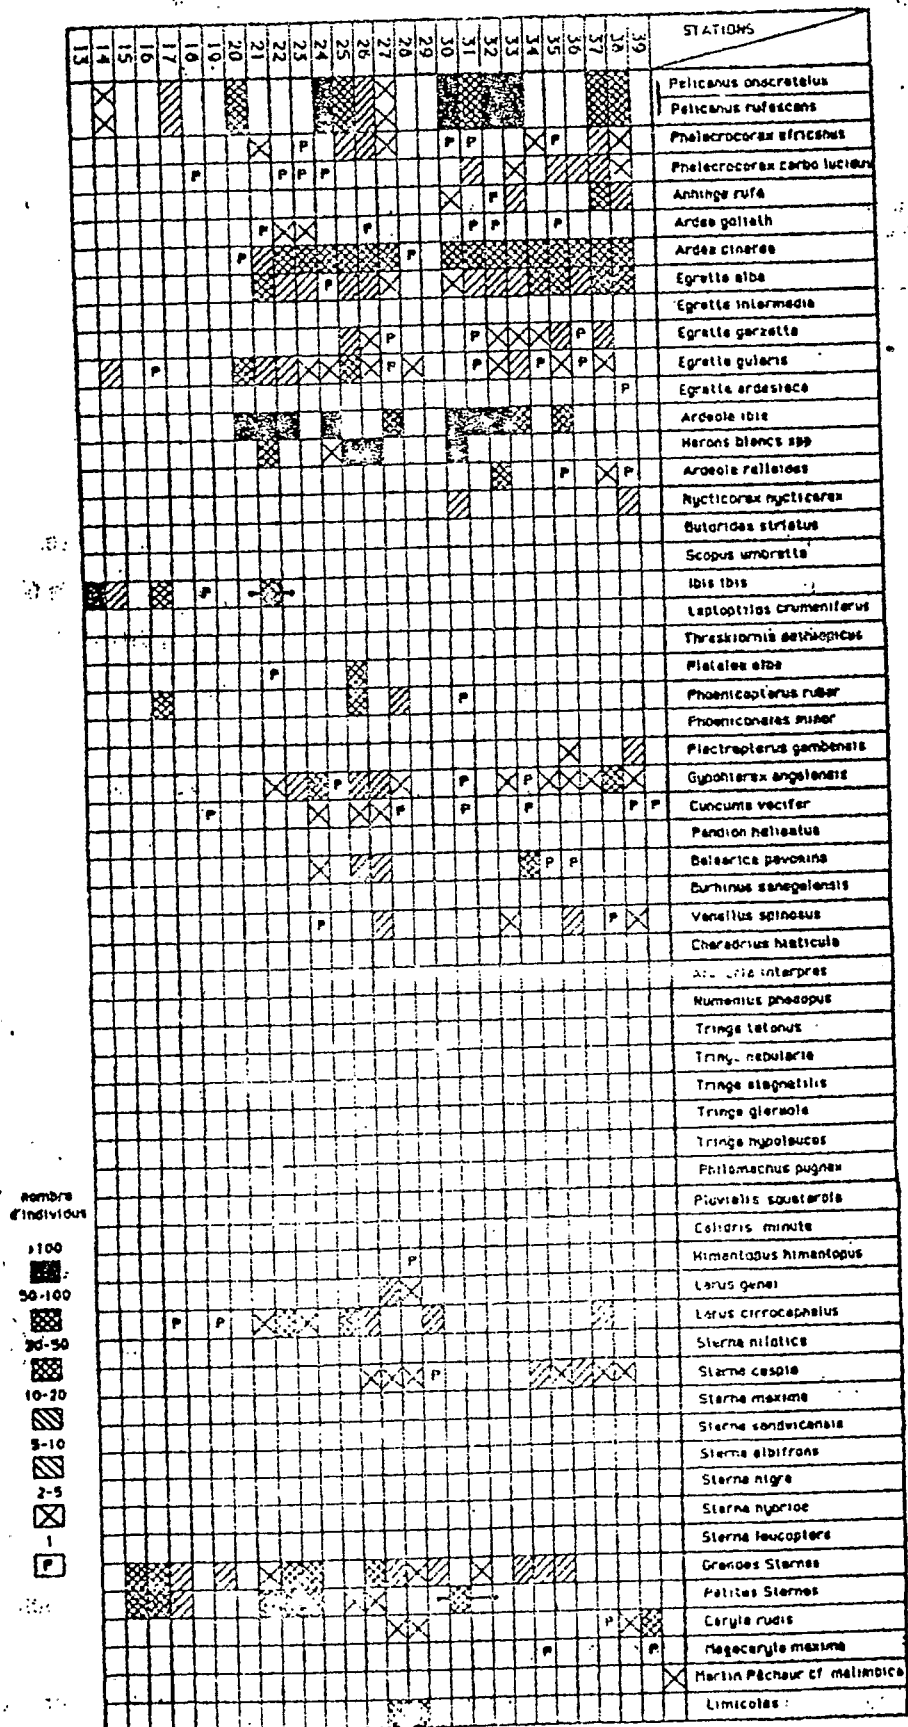 13 14 15 16 17 18 19 20 21 22 23 24 25 26 27 28 29 30 31 32 33 34 35 36 37 38 39 STATIONS
Pelicanus onocratalus
Pelicanus rufescens
Phalacrocorax africanus
Phalacrocorax carbo lucidus
Anhinga rufa
Ardea goliath
Ardea cinerea
Egretta alba
Egretta intermedia
Egretta garzetta
Egretta gularis
Egretta ardesiaca
Ardeola ibis
Herons blancs spp
Ardeola ralloides
Nycticorax nycticorax
Butorides striatus
Scopus umbretta
Ibis ibis
Leptoptilos crumeniferus
Threskiornis aethiopicus
Platalea alba
Phoenicopterus ruber
Phoeniconaias minor
Plectropterus gambensis
Gypohierax angolensis
Cuncuma vocifer
Pandion haliaetus
Balearica pavonina
Burhinus senegalensis
Vanellus spinosus
Charadrius hiaticula
interpres
Numenius phaeopus
Tringa totanus
Tringa nebularia
Tringa stagnatilis
Tringa glareola
Tringa hypoleucos
Philomachus pugnax
Pluvialis squatarola
Calidris minuta
Himantopus himantopus
Larus genei
Larus cirrocephalus
Sterna nilotica
Sterna caspia
Sterna maxima
Sterna sandvicensis
Sterna albifrons
Sterna nigra
Sterna hybride
Sterna leucoptera
Grandes Sternes
Petites Sternes
Ceryle rudis
Megaceryle maxima
Martin Pêcheur cf. malimbica
Limicoles
nombre
d'individus
>100
50-100
20-50
10-20
5-10
2-5
1
P